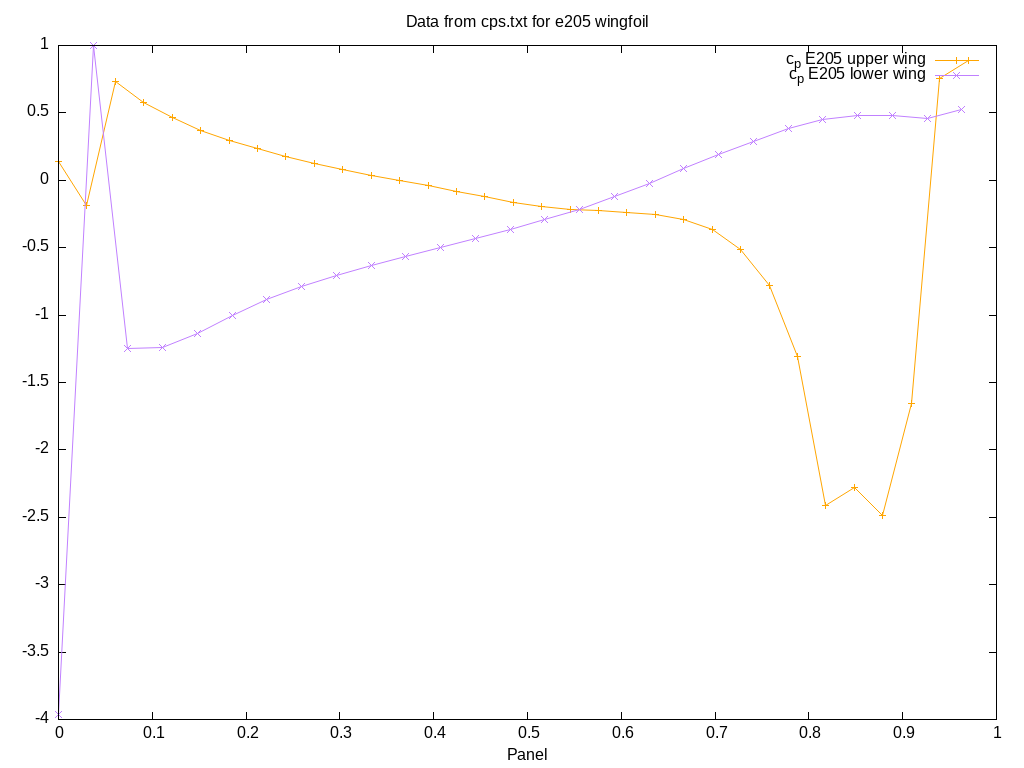 Data from cps.txt for e205 wingfoil
c_p E205 upper wing
c_p E205 lower wing
1
0.5
0
-0.5
-1
-1.5
-2
-2.5
-3
-3.5
-4
0 0.1 0.2 0.3 0.4 0.5 0.6 0.7 0.8 0.9 1
Panel